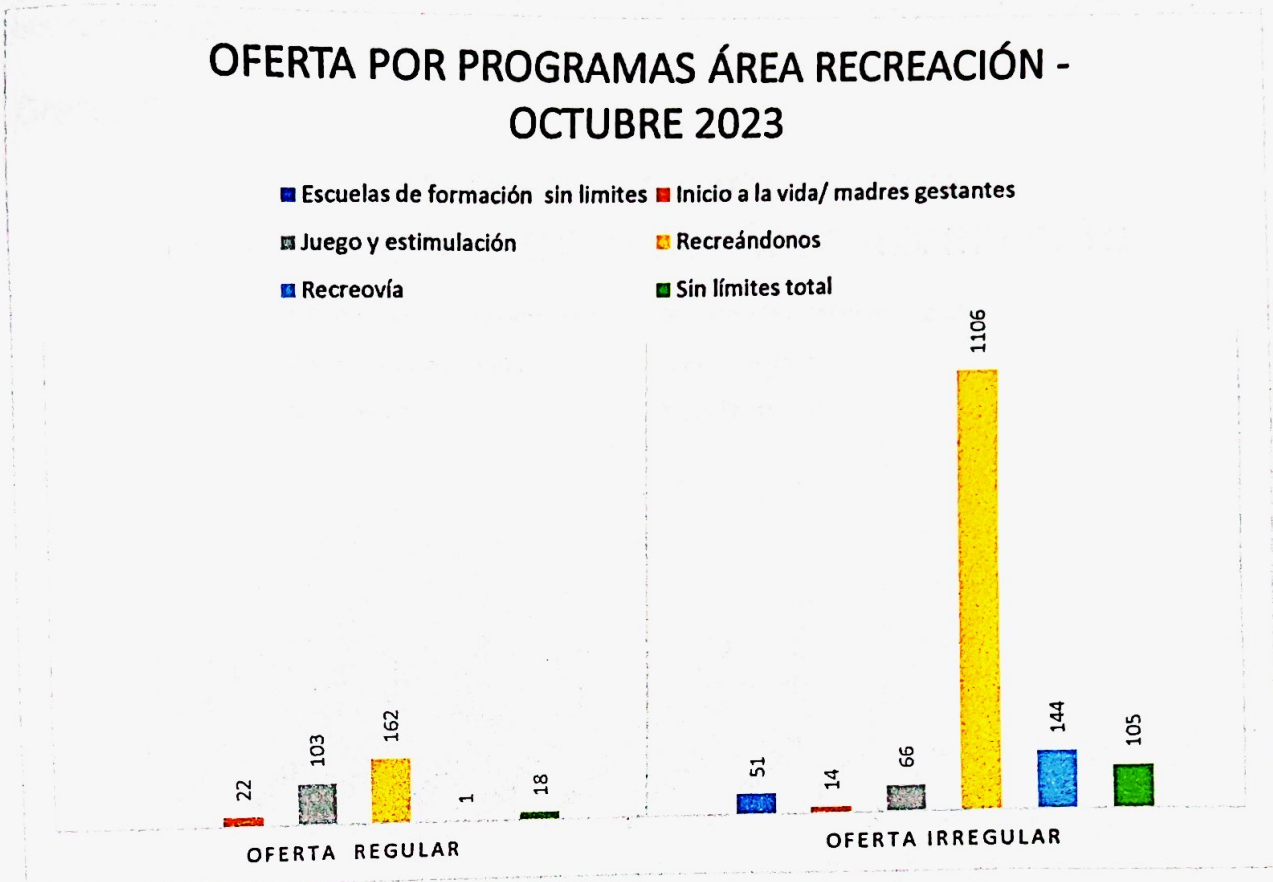 OFERTA POR PROGRAMAS ÁREA RECREACIÓN -
OCTUBRE 2023
Escuelas de formación sin limites
Inicio a la vida/ madres gestantes
Juego y estimulación
Recreándonos
Recreovía
Sin límites total
22
103
162
1
18
51
14
66
1106
144
105
OFERTA REGULAR
OFERTA IRREGULAR